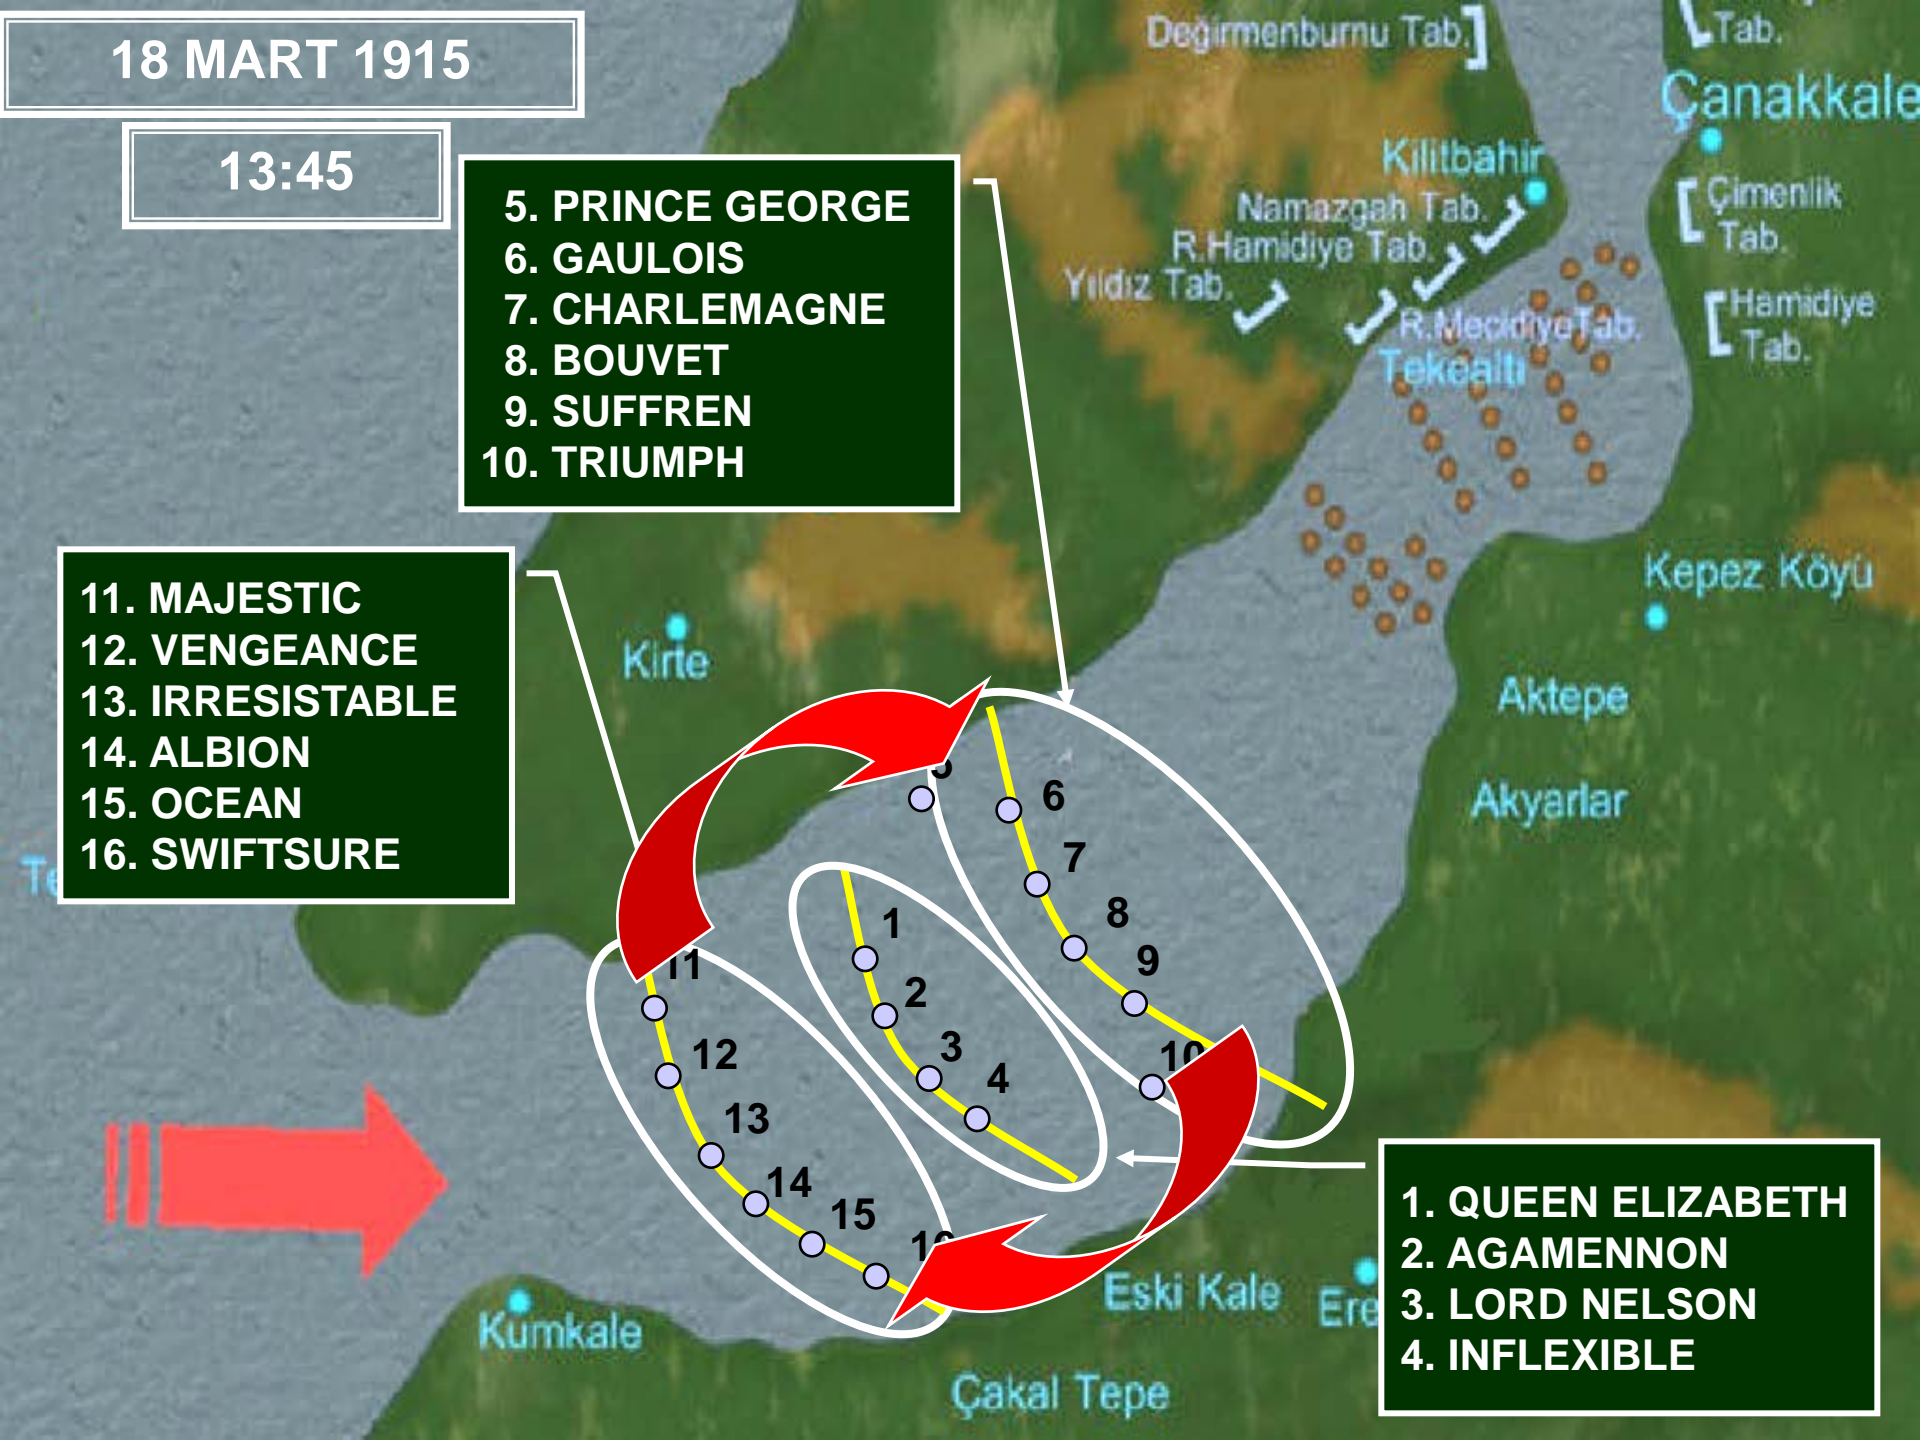 18 MART 1915
13:45
Değirmenburnu Tab.
Tab.
Çanakkale
Kilitbahir
Namazgah Tab.
R.Hamidiye Tab.
Yıldız Tab.
Çimenlik
Tab.
Hamidiye
Tab.
R.MecidiyeTab.
Tekealtı
5. PRINCE GEORGE
6. GAULOIS
7. CHARLEMAGNE
8. BOUVET
9. SUFFREN
10. TRIUMPH
11. MAJESTIC
12. VENGEANCE
13. IRRESISTABLE
14. ALBION
15. OCEAN
16. SWIFTSURE
Kirte
Kepez Köyü
Aktepe
Akyarlar
5
6
7
8
9
10
1
2
3
4
11
12
13
14
15
16
Kumkale
Eski Kale
Çakal Tepe
1. QUEEN ELIZABETH
2. AGAMENNON
3. LORD NELSON
4. INFLEXIBLE